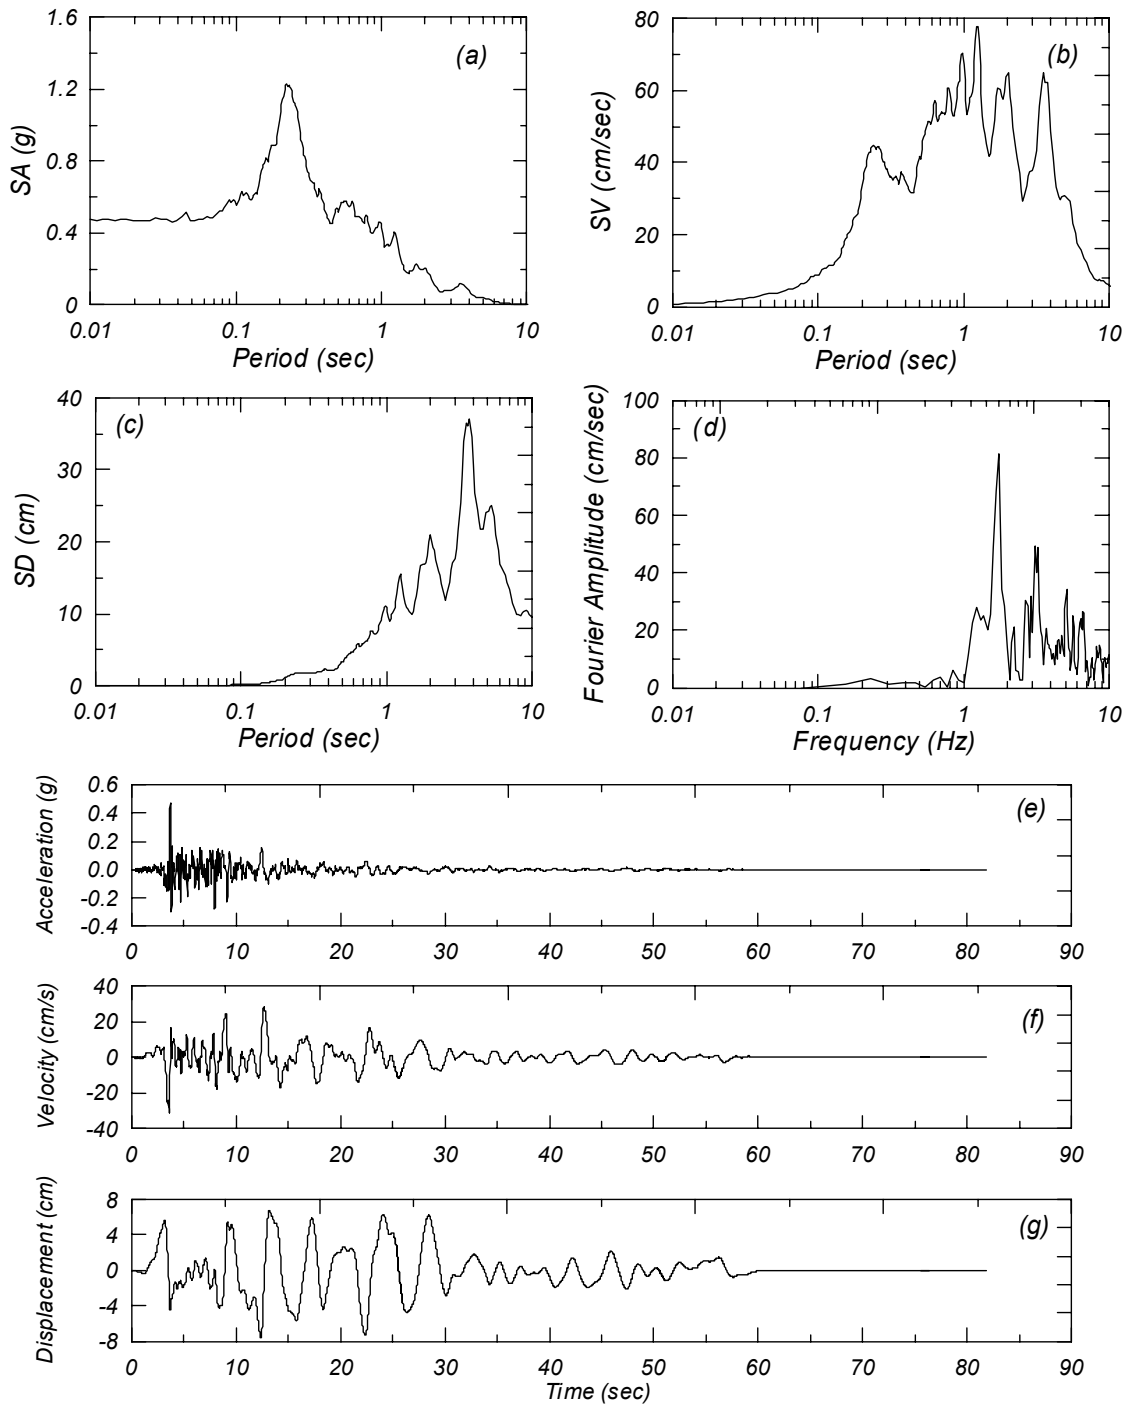 1.6
(a)
1.2
SA (g)
0.8
0.4
0
0.01 0.1 1 10
Period (sec)
80
(b)
60
SV (cm/sec)
40
20
0
0.01 0.1 1 10
Period (sec)
40
(c)
30
SD (cm)
20
10
0
0.01 0.1 1 10
Period (sec)
100
(d)
80
Fourier Amplitude (cm/sec)
60
40
20
0
0.01 0.1 1 10
Frequency (Hz)
0.6
(e)
0.4
Acceleration (g)
0.2
0.0
-0.2
-0.4
0 10 20 30 40 50 60 70 80 90
40
(f)
20
Velocity (cm/s)
0
-20
-40
0 10 20 30 40 50 60 70 80 90
8
(g)
4
Displacement (cm)
0
-4
-8
0 10 20 30 40 50 60 70 80 90
Time (sec)